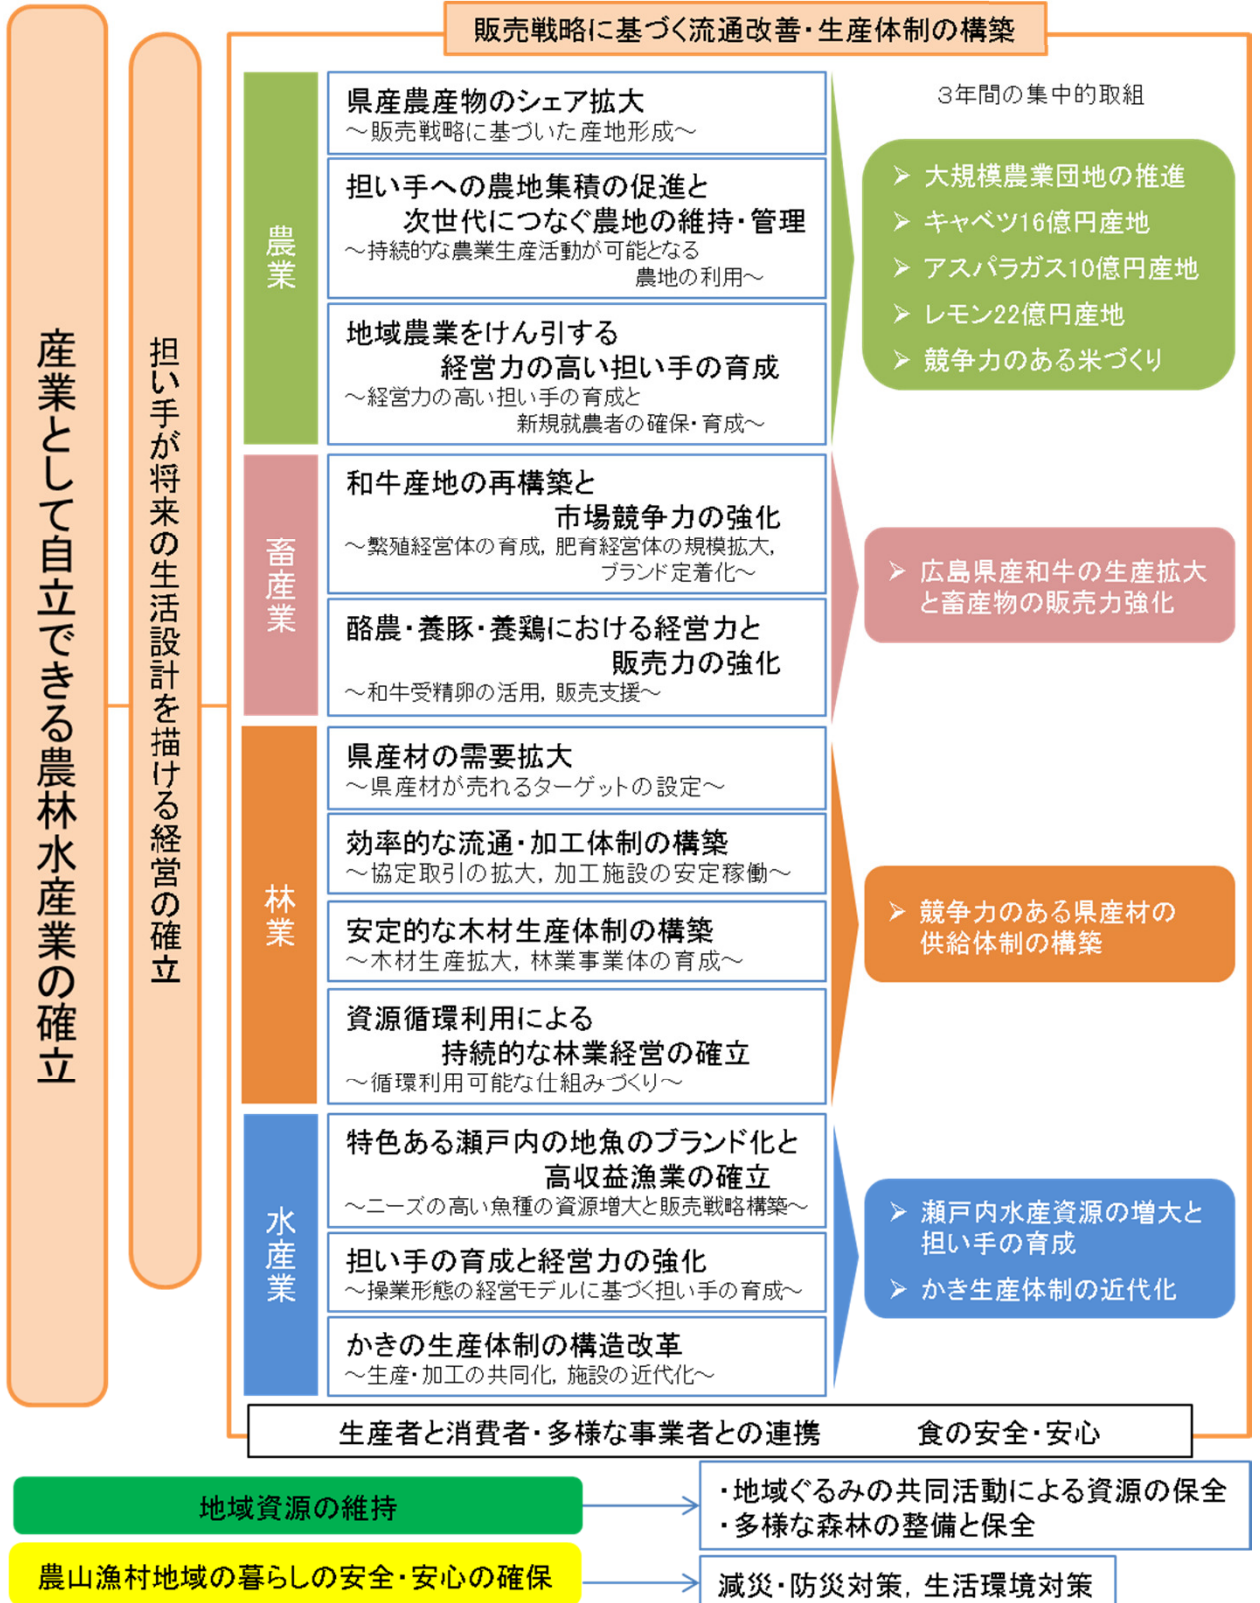 産業として自立できる農林水産業の確立
担い手が将来の生活設計を描ける経営の確立
販売戦略に基づく流通改善・生産体制の構築
農業
県産農産物のシェア拡大
～販売戦略に基づいた産地形成～
担い手への農地集積の促進と
次世代につなぐ農地の維持・管理
～持続的な農業生産活動が可能となる
農地の利用～
地域農業をけん引する
経営力の高い担い手の育成
～経営力の高い担い手の育成と
新規就農者の確保・育成～
3年間の集中的取組
➢ 大規模農業団地の推進
➢ キャベツ16億円産地
➢ アスパラガス10億円産地
➢ レモン22億円産地
➢ 競争力のある米づくり
畜産業
和牛産地の再構築と
市場競争力の強化
～繁殖経営体の育成, 肥育経営体の規模拡大,
ブランド定着化～
酪農・養豚・養鶏における経営力と
販売力の強化
～和牛受精卵の活用, 販売支援～
➢ 広島県産和牛の生産拡大
と畜産物の販売力強化
林業
県産材の需要拡大
～県産材が売れるターゲットの設定～
効率的な流通・加工体制の構築
～協定取引の拡大, 加工施設の安定稼働～
安定的な木材生産体制の構築
～木材生産拡大, 林業事業体の育成～
資源循環利用による
持続的な林業経営の確立
～循環利用可能な仕組みづくり～
➢ 競争力のある県産材の
供給体制の構築
水産業
特色ある瀬戸内の地魚のブランド化と
高収益漁業の確立
～ニーズの高い魚種の資源増大と販売戦略構築～
担い手の育成と経営力の強化
～操業形態の経営モデルに基づく担い手の育成～
かきの生産体制の構造改革
～生産・加工の共同化, 施設の近代化～
➢ 瀬戸内水産資源の増大と
担い手の育成
➢ かき生産体制の近代化
生産者と消費者・多様な事業者との連携　食の安全・安心
地域資源の維持
・地域ぐるみの共同活動による資源の保全
・多様な森林の整備と保全
農山漁村地域の暮らしの安全・安心の確保
減災・防災対策, 生活環境対策